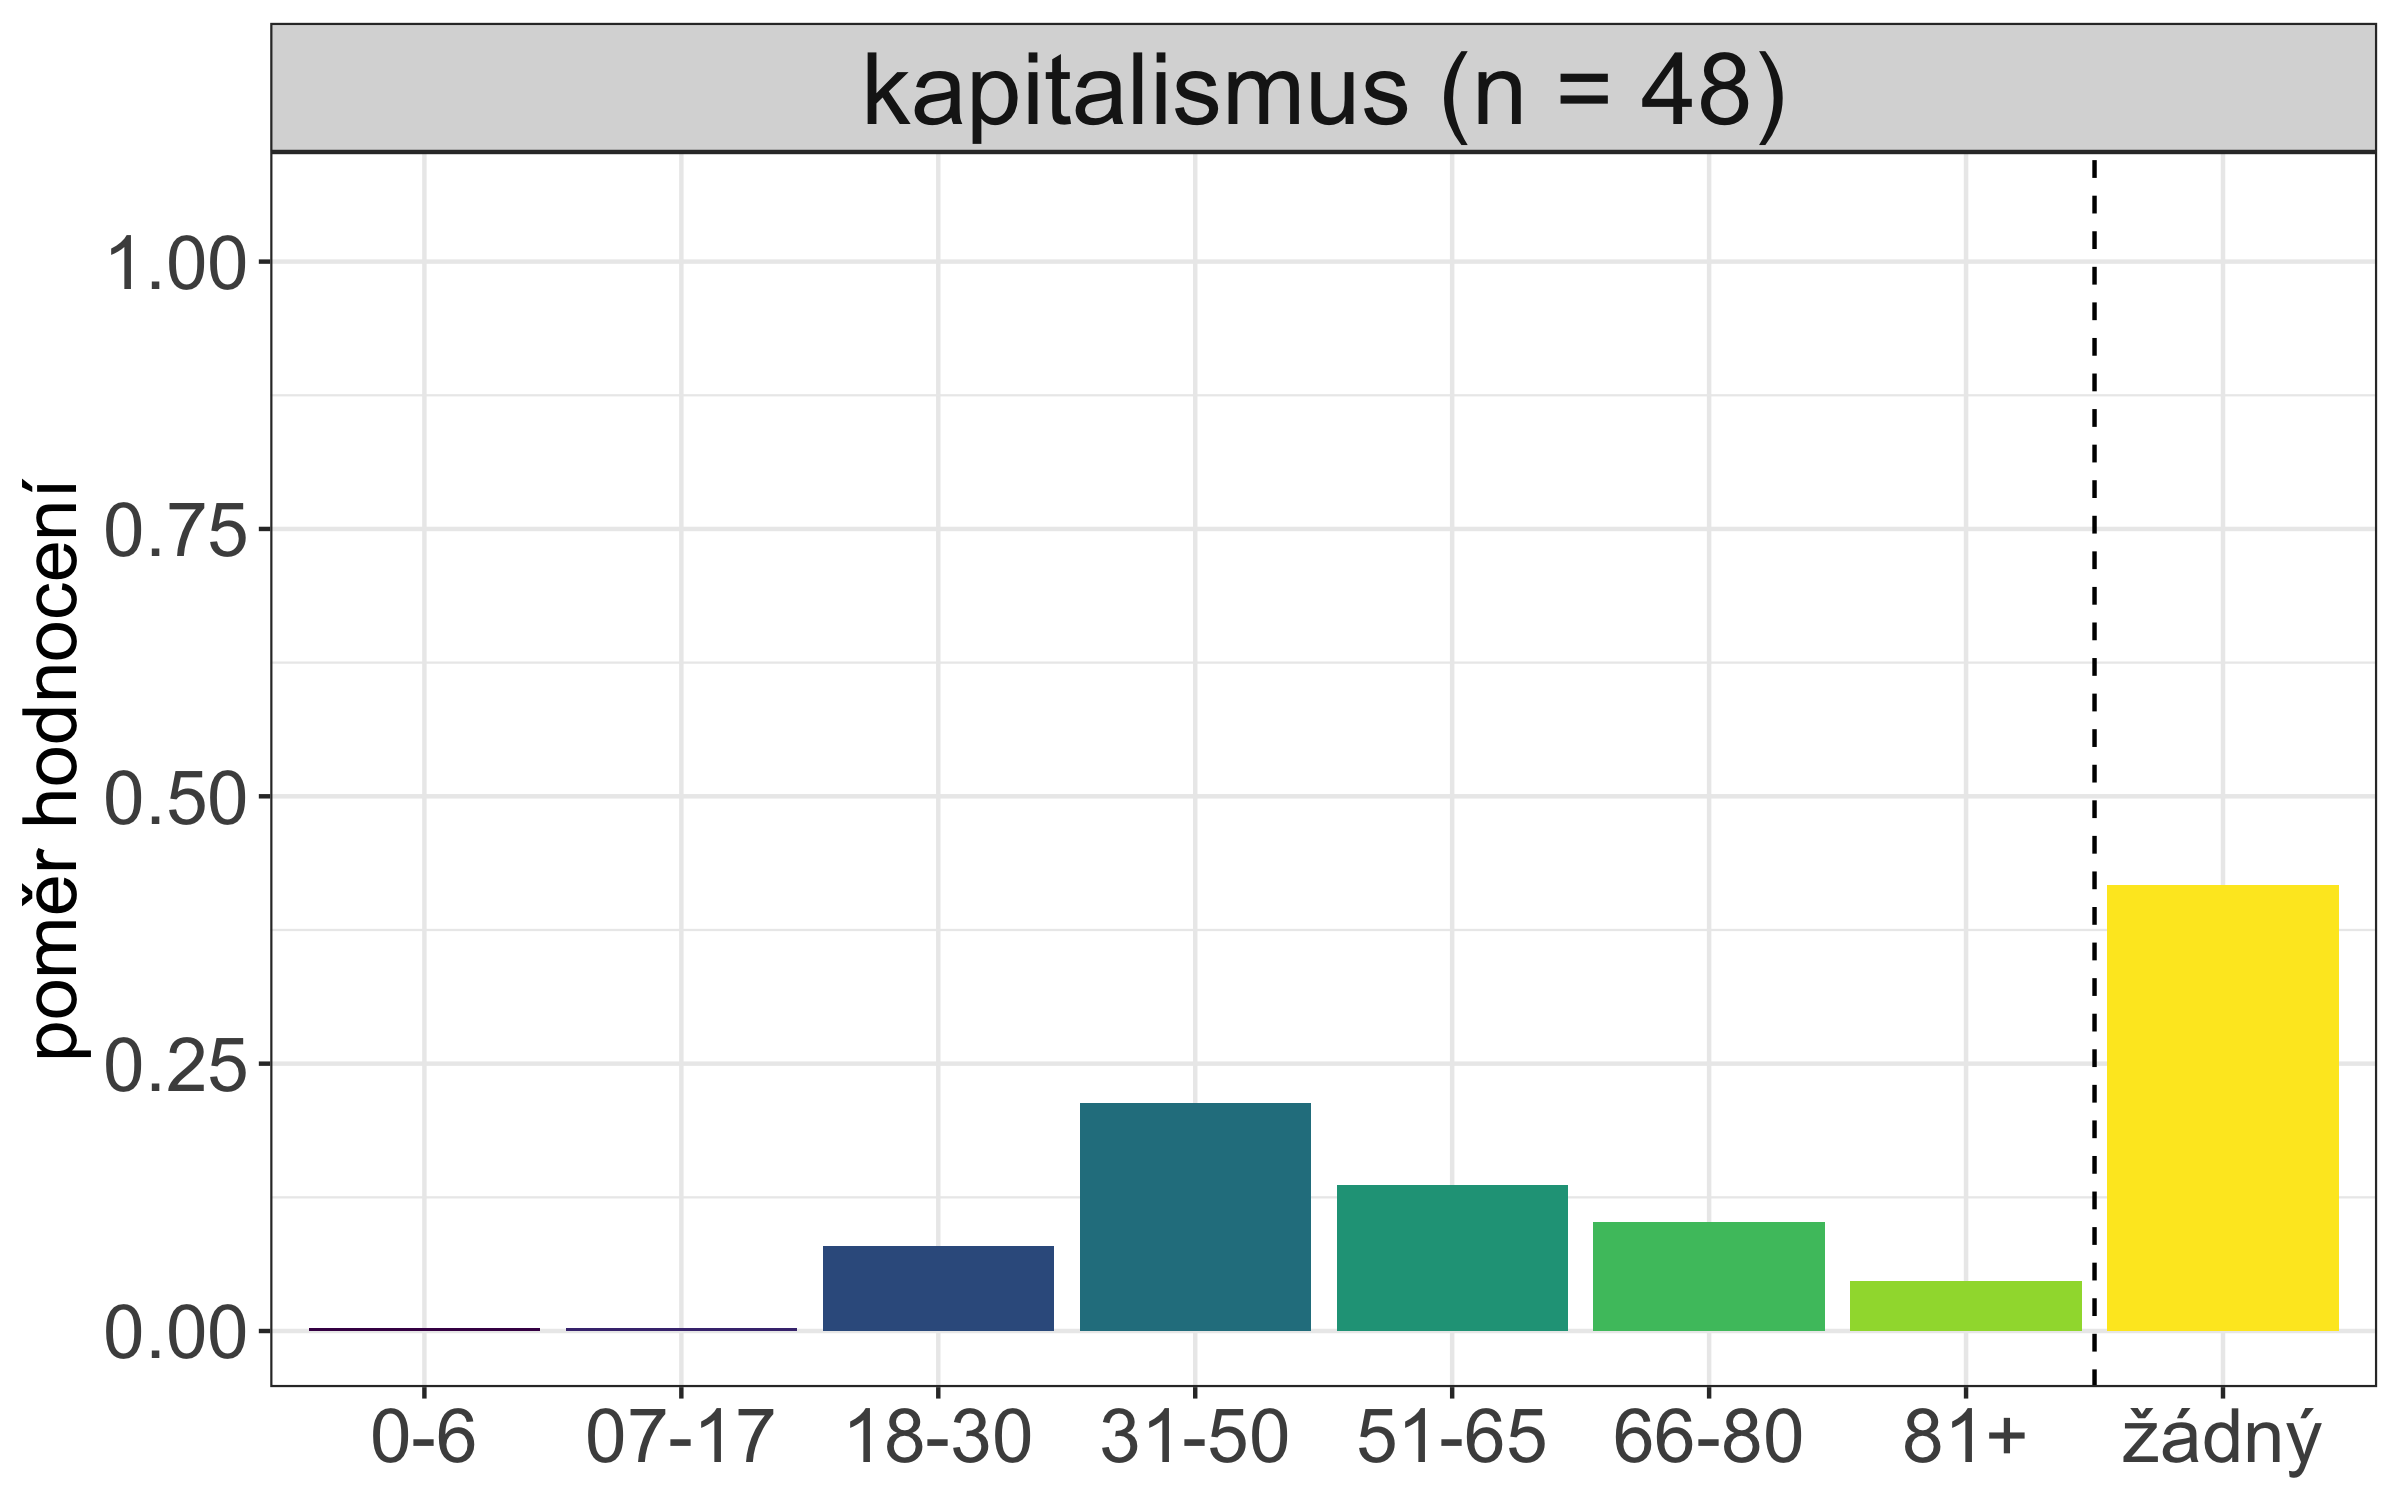 kapitalismus (n = 48)
poměr hodnocení
1.00
0.75
0.50
0.25
0.00
0-6 07-17 18-30 31-50 51-65 66-80 81+ žádný